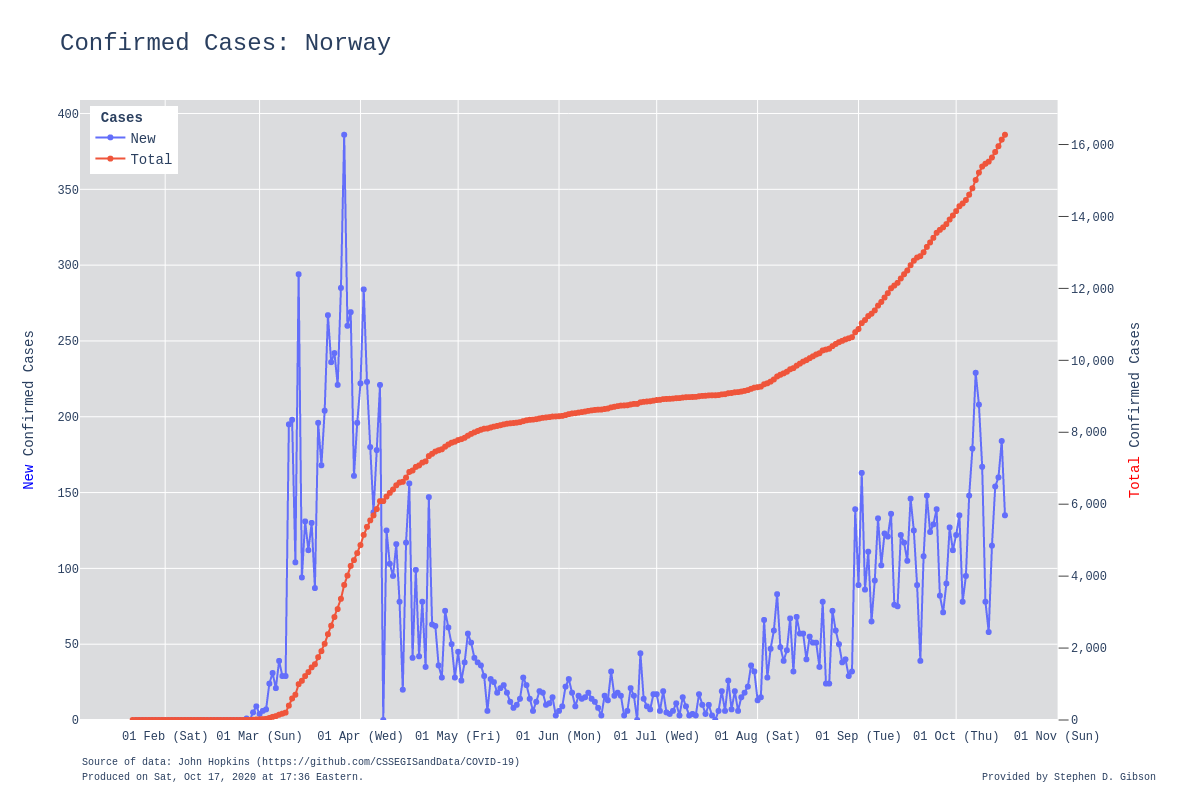 Confirmed Cases: Norway
Cases
New
Total
400
350
300
250
200
150
100
50
0
16,000
14,000
12,000
10,000
8,000
6,000
4,000
2,000
0
New Confirmed Cases
Total Confirmed Cases
01 Feb (Sat) 01 Mar (Sun) 01 Apr (Wed) 01 May (Fri) 01 Jun (Mon) 01 Jul (Wed) 01 Aug (Sat) 01 Sep (Tue) 01 Oct (Thu) 01 Nov (Sun)
Source of data: John Hopkins (https://github.com/CSSEGISandData/COVID-19)
Produced on Sat, Oct 17, 2020 at 17:36 Eastern.
Provided by Stephen D. Gibson